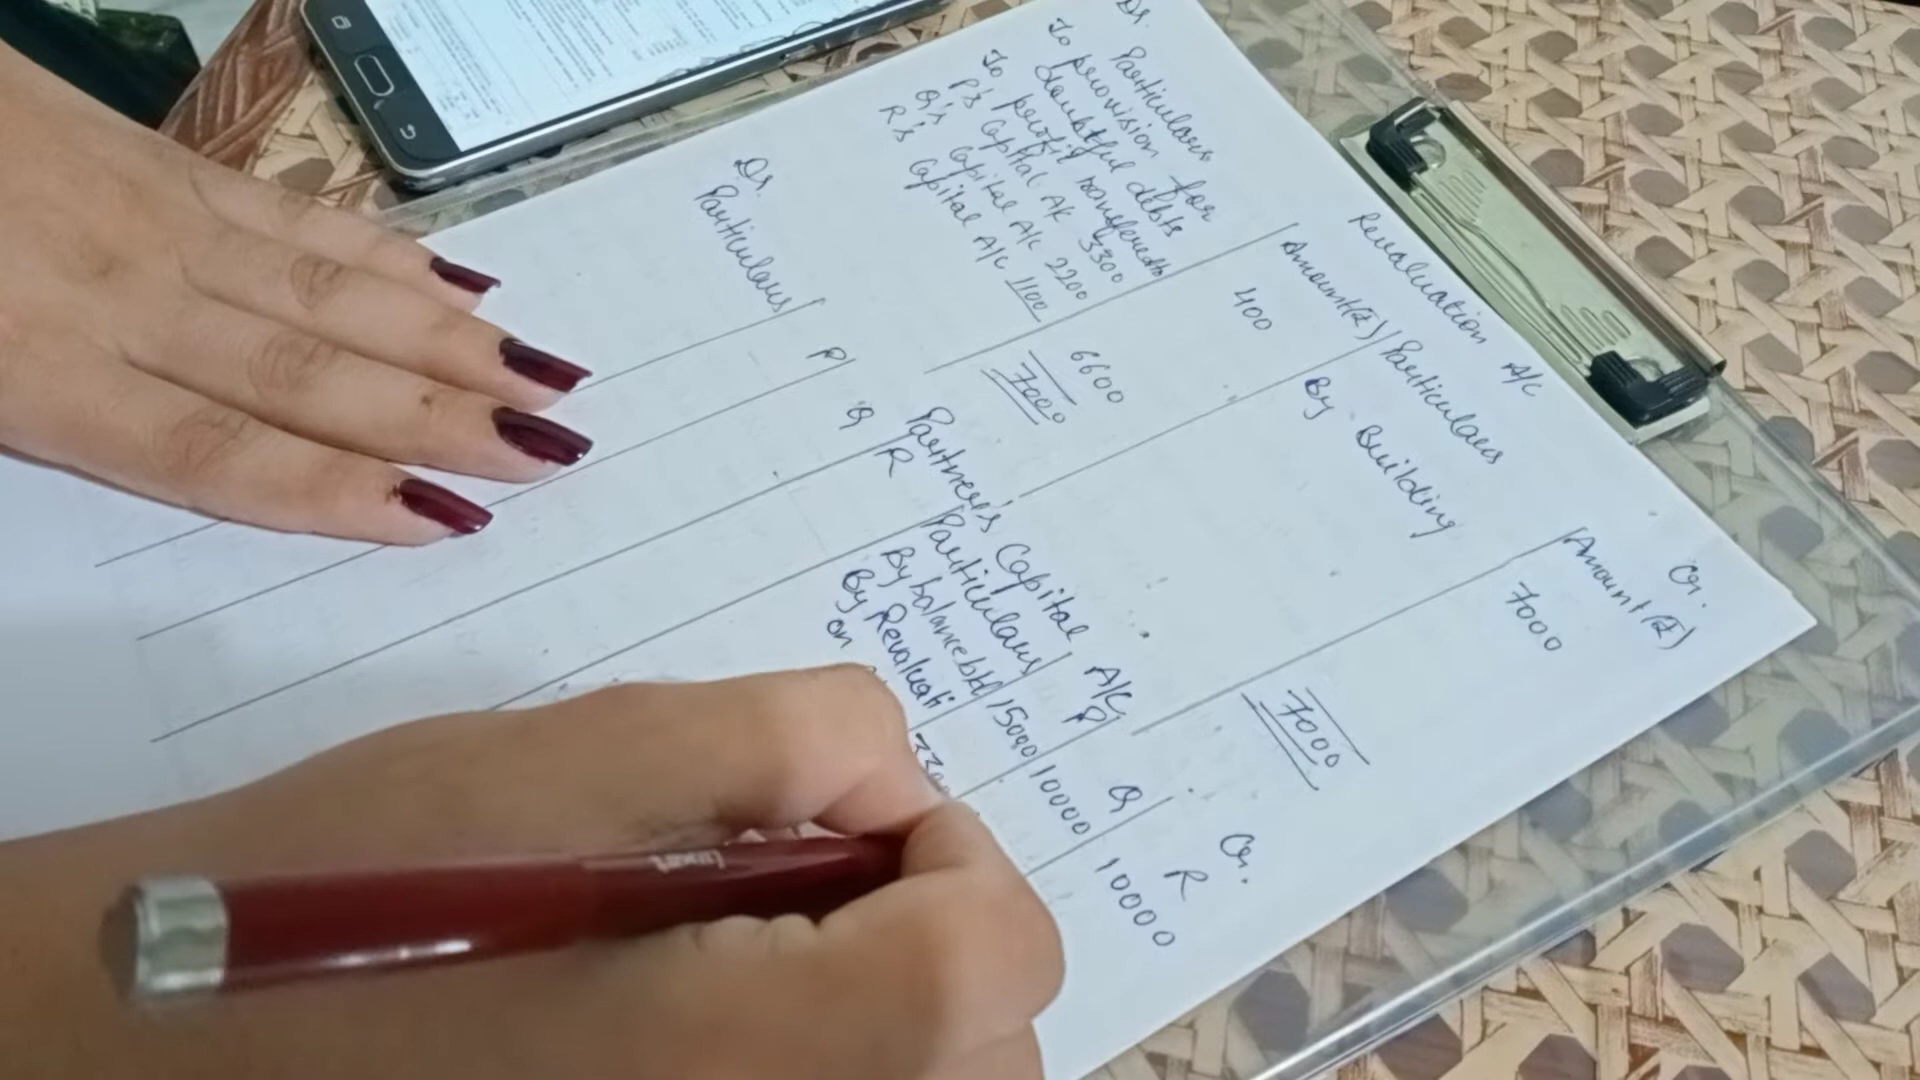 Revaluation A/c
Dr. Cr.
Particulars Amount(₹) Particulars Amount(₹)
To provision for 400 By Building 7000
doubtful debts
To profit
P's Capital A/c 3300
Q's Capital A/c 2200
R's Capital A/c 1100 6600
7000 7000
Partner's Capital A/c
Dr. Cr.
Particulars P Q R Particulars P Q R
By balance b/d 15000 10000 10000
By Revaluati
on